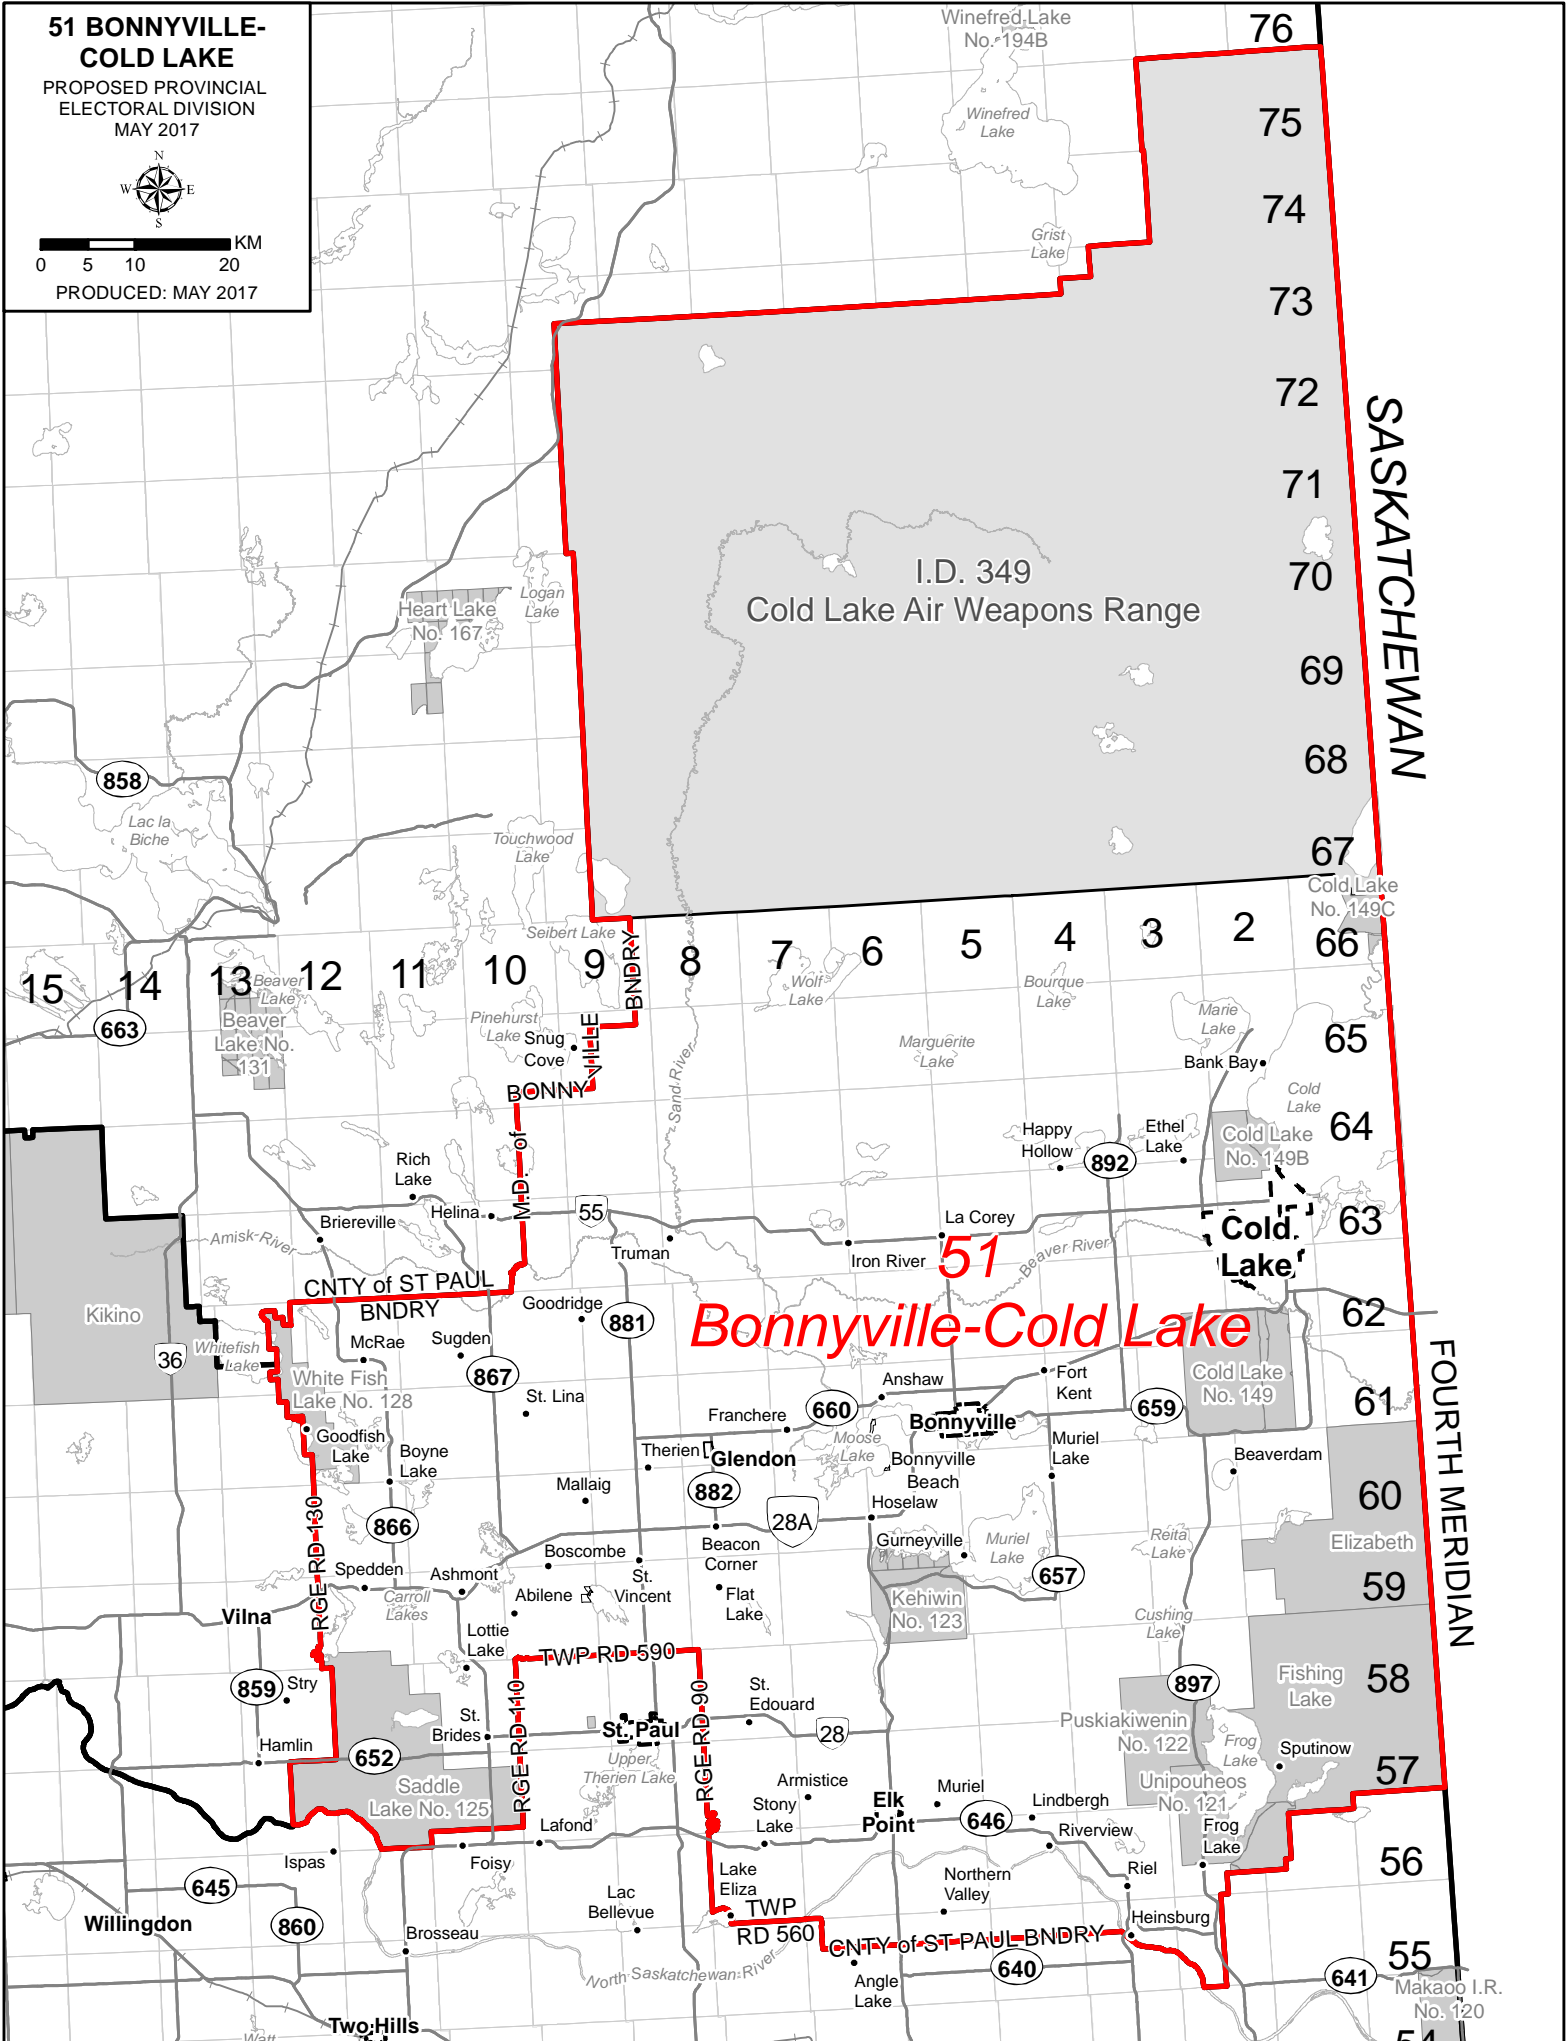 51 BONNYVILLE-
COLD LAKE
PROPOSED PROVINCIAL
ELECTORAL DIVISION
MAY 2017
N
W
E
S
KM
0 5 10 20
PRODUCED: MAY 2017
Winefred Lake
No. 194B
76
Winefred
Lake
75
74
Grist
Lake
73
72
SASKATCHEWAN
71
I.D. 349
Cold Lake Air Weapons Range
70
Heart Lake
No. 167
Logan
Lake
69
68
858
Lac la
Biche
Touchwood
Lake
67
Cold Lake
No. 149C
66
Seibert Lake
15
14
13
12
11
10
9
8
7
6
5
4
3
2
BNDRY
Beaver
Lake
Wolf
Lake
Bourque
Lake
663
Beaver
Lake No.
131
Pinehurst
Lake
Snug
Cove
VILLE
BONNY
M.D. of
Sand River
Marguerite
Lake
Marie
Lake
65
Bank Bay
Cold
Lake
64
Happy
Hollow
892
Ethel
Lake
Cold Lake
No. 149B
Rich
Lake
Helina
55
Briereville
Amisk River
Truman
Iron River
La Corey
Beaver River
Cold
Lake
63
51
Bonnyville-Cold Lake
CNTY of ST PAUL
BNDRY
Goodridge
881
62
Kikino
36
Whitefish
Lake
McRae
Sugden
867
White Fish
Lake No. 128
St. Lina
Anshaw
Fort
Kent
Cold Lake
No. 149
FOURTH MERIDIAN
61
Franchere
660
Bonnyville
659
Goodfish
Lake
Boyne
Lake
Therien
Glendon
Moose
Lake
Bonnyville
Beach
Muriel
Lake
Beaverdam
Mallaig
882
60
866
28A
Hoselaw
RGE RD 130
Beacon
Corner
Gurneyville
Muriel
Lake
Reita
Lake
Elizabeth
Spedden
Ashmont
Boscombe
St.
Vincent
Abilene
Flat
Lake
657
59
Carroll
Lakes
Kehiwin
No. 123
Vilna
Lottie
Lake
Cushing
Lake
TWP RD 590
859
Stry
897
Fishing
Lake
58
RGE RD 110
RGE RD 90
St.
Edouard
St.
Brides
St. Paul
28
Puskiakiwenin
No. 122
Frog
Lake
Sputinow
Hamlin
652
Upper
Therien Lake
57
Saddle
Lake No. 125
Armistice
Stony
Lake
Elk
Point
Muriel
646
Lindbergh
Riverview
Unipouheos
No. 121
Frog
Lake
Lafond
Ispas
Foisy
Lake
Eliza
Northern
Valley
Riel
56
645
Lac
Bellevue
TWP
RD 560
Willingdon
860
Brosseau
CNTY of ST PAUL BNDRY
Heinsburg
55
North Saskatchewan River
Angle
Lake
640
641
Makaoo I.R.
No. 120
Two Hills
Watt
54